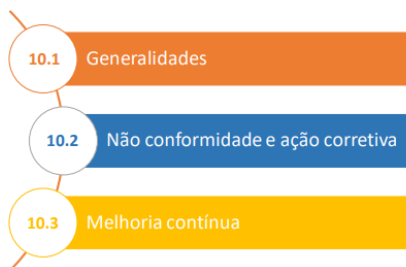 10.1 Generalidades
10.2 Não conformidade e ação corretiva
10.3 Melhoria contínua